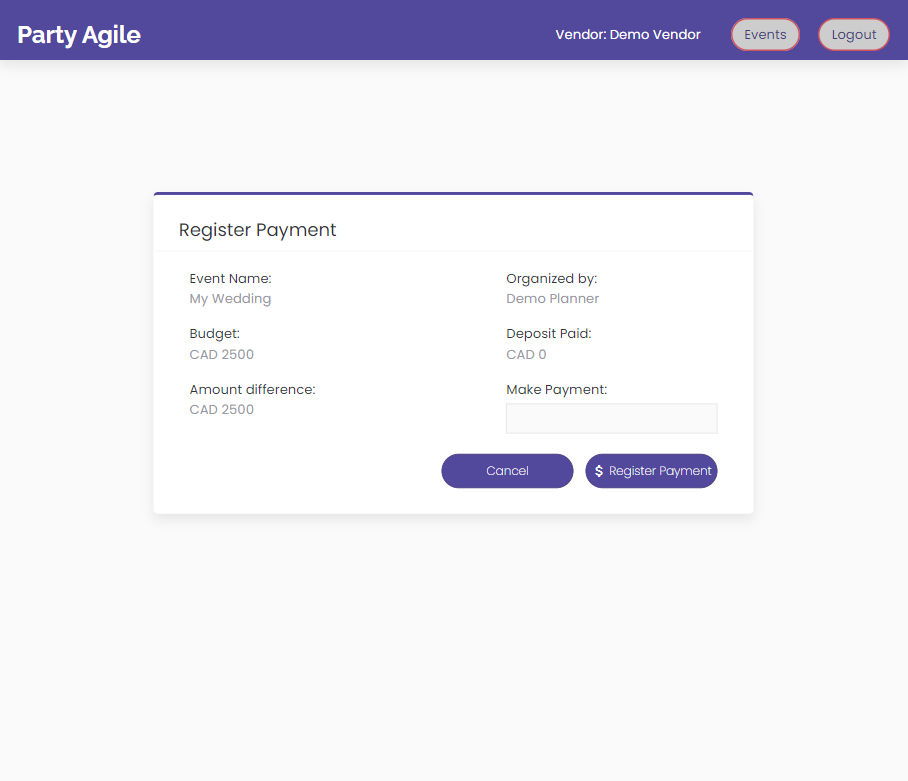 Party Agile
Vendor: Demo Vendor
Events
Logout
Register Payment
Event Name:
My Wedding
Organized by:
Demo Planner
Budget:
CAD 2500
Deposit Paid:
CAD 0
Amount difference:
CAD 2500
Make Payment:
Cancel
$ Register Payment